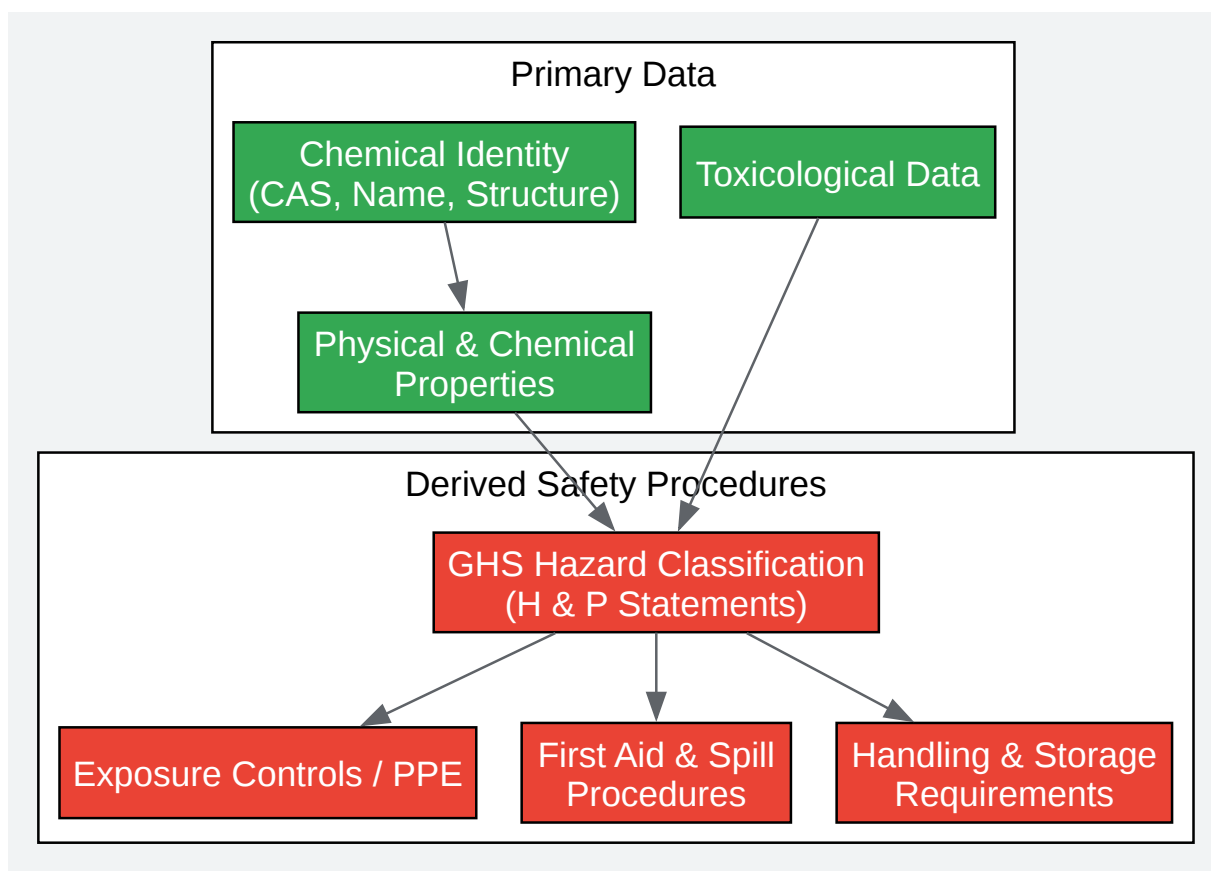 Primary Data
Chemical Identity
(CAS, Name, Structure)
Toxicological Data
Physical & Chemical
Properties
Derived Safety Procedures
GHS Hazard Classification
(H & P Statements)
Exposure Controls / PPE
First Aid & Spill
Procedures
Handling & Storage
Requirements